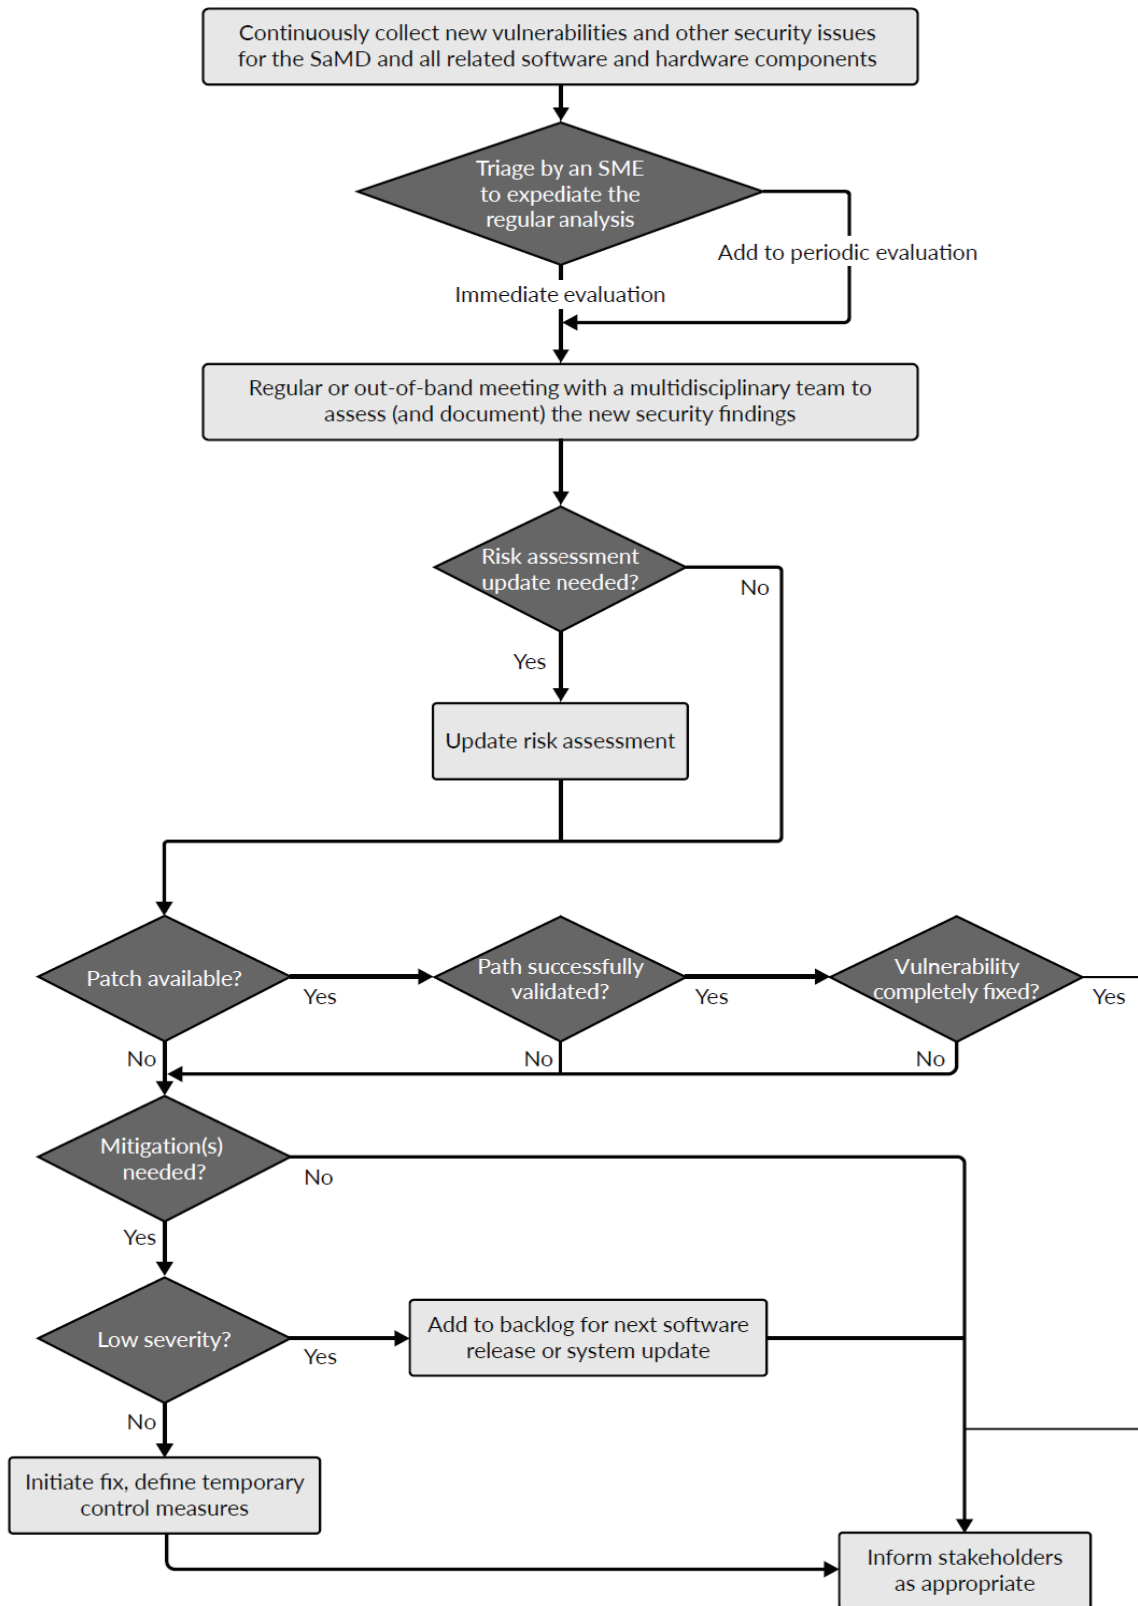 Continuously collect new vulnerabilities and other security issues
for the SaMD and all related software and hardware components
Triage by an SME
to expediate the
regular analysis
Add to periodic evaluation
Immediate evaluation
Regular or out-of-band meeting with a multidisciplinary team to
assess (and document) the new security findings
Risk assessment
update needed?
No
Yes
Update risk assessment
Patch available?
Yes
Path successfully
validated?
Yes
Vulnerability
completely fixed?
Yes
No
No
No
Mitigation(s)
needed?
No
Yes
Low severity?
Yes
Add to backlog for next software
release or system update
No
Initiate fix, define temporary
control measures
Inform stakeholders
as appropriate